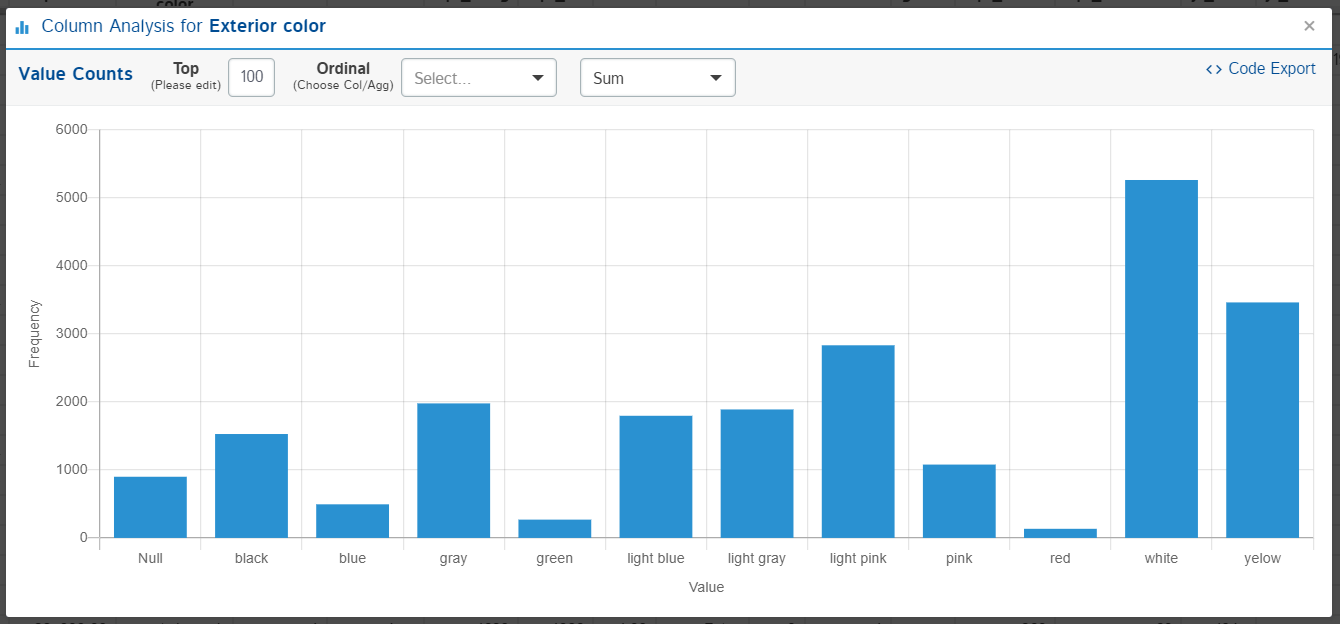 color
Column Analysis for Exterior color
×
Value Counts
Top
(Please edit)
100
Ordinal
(Choose Col/Agg)
Select...
Sum
Code Export
6000
5000
4000
3000
2000
1000
0
Frequency
Null black blue gray green light blue light gray light pink pink red white yelow
Value